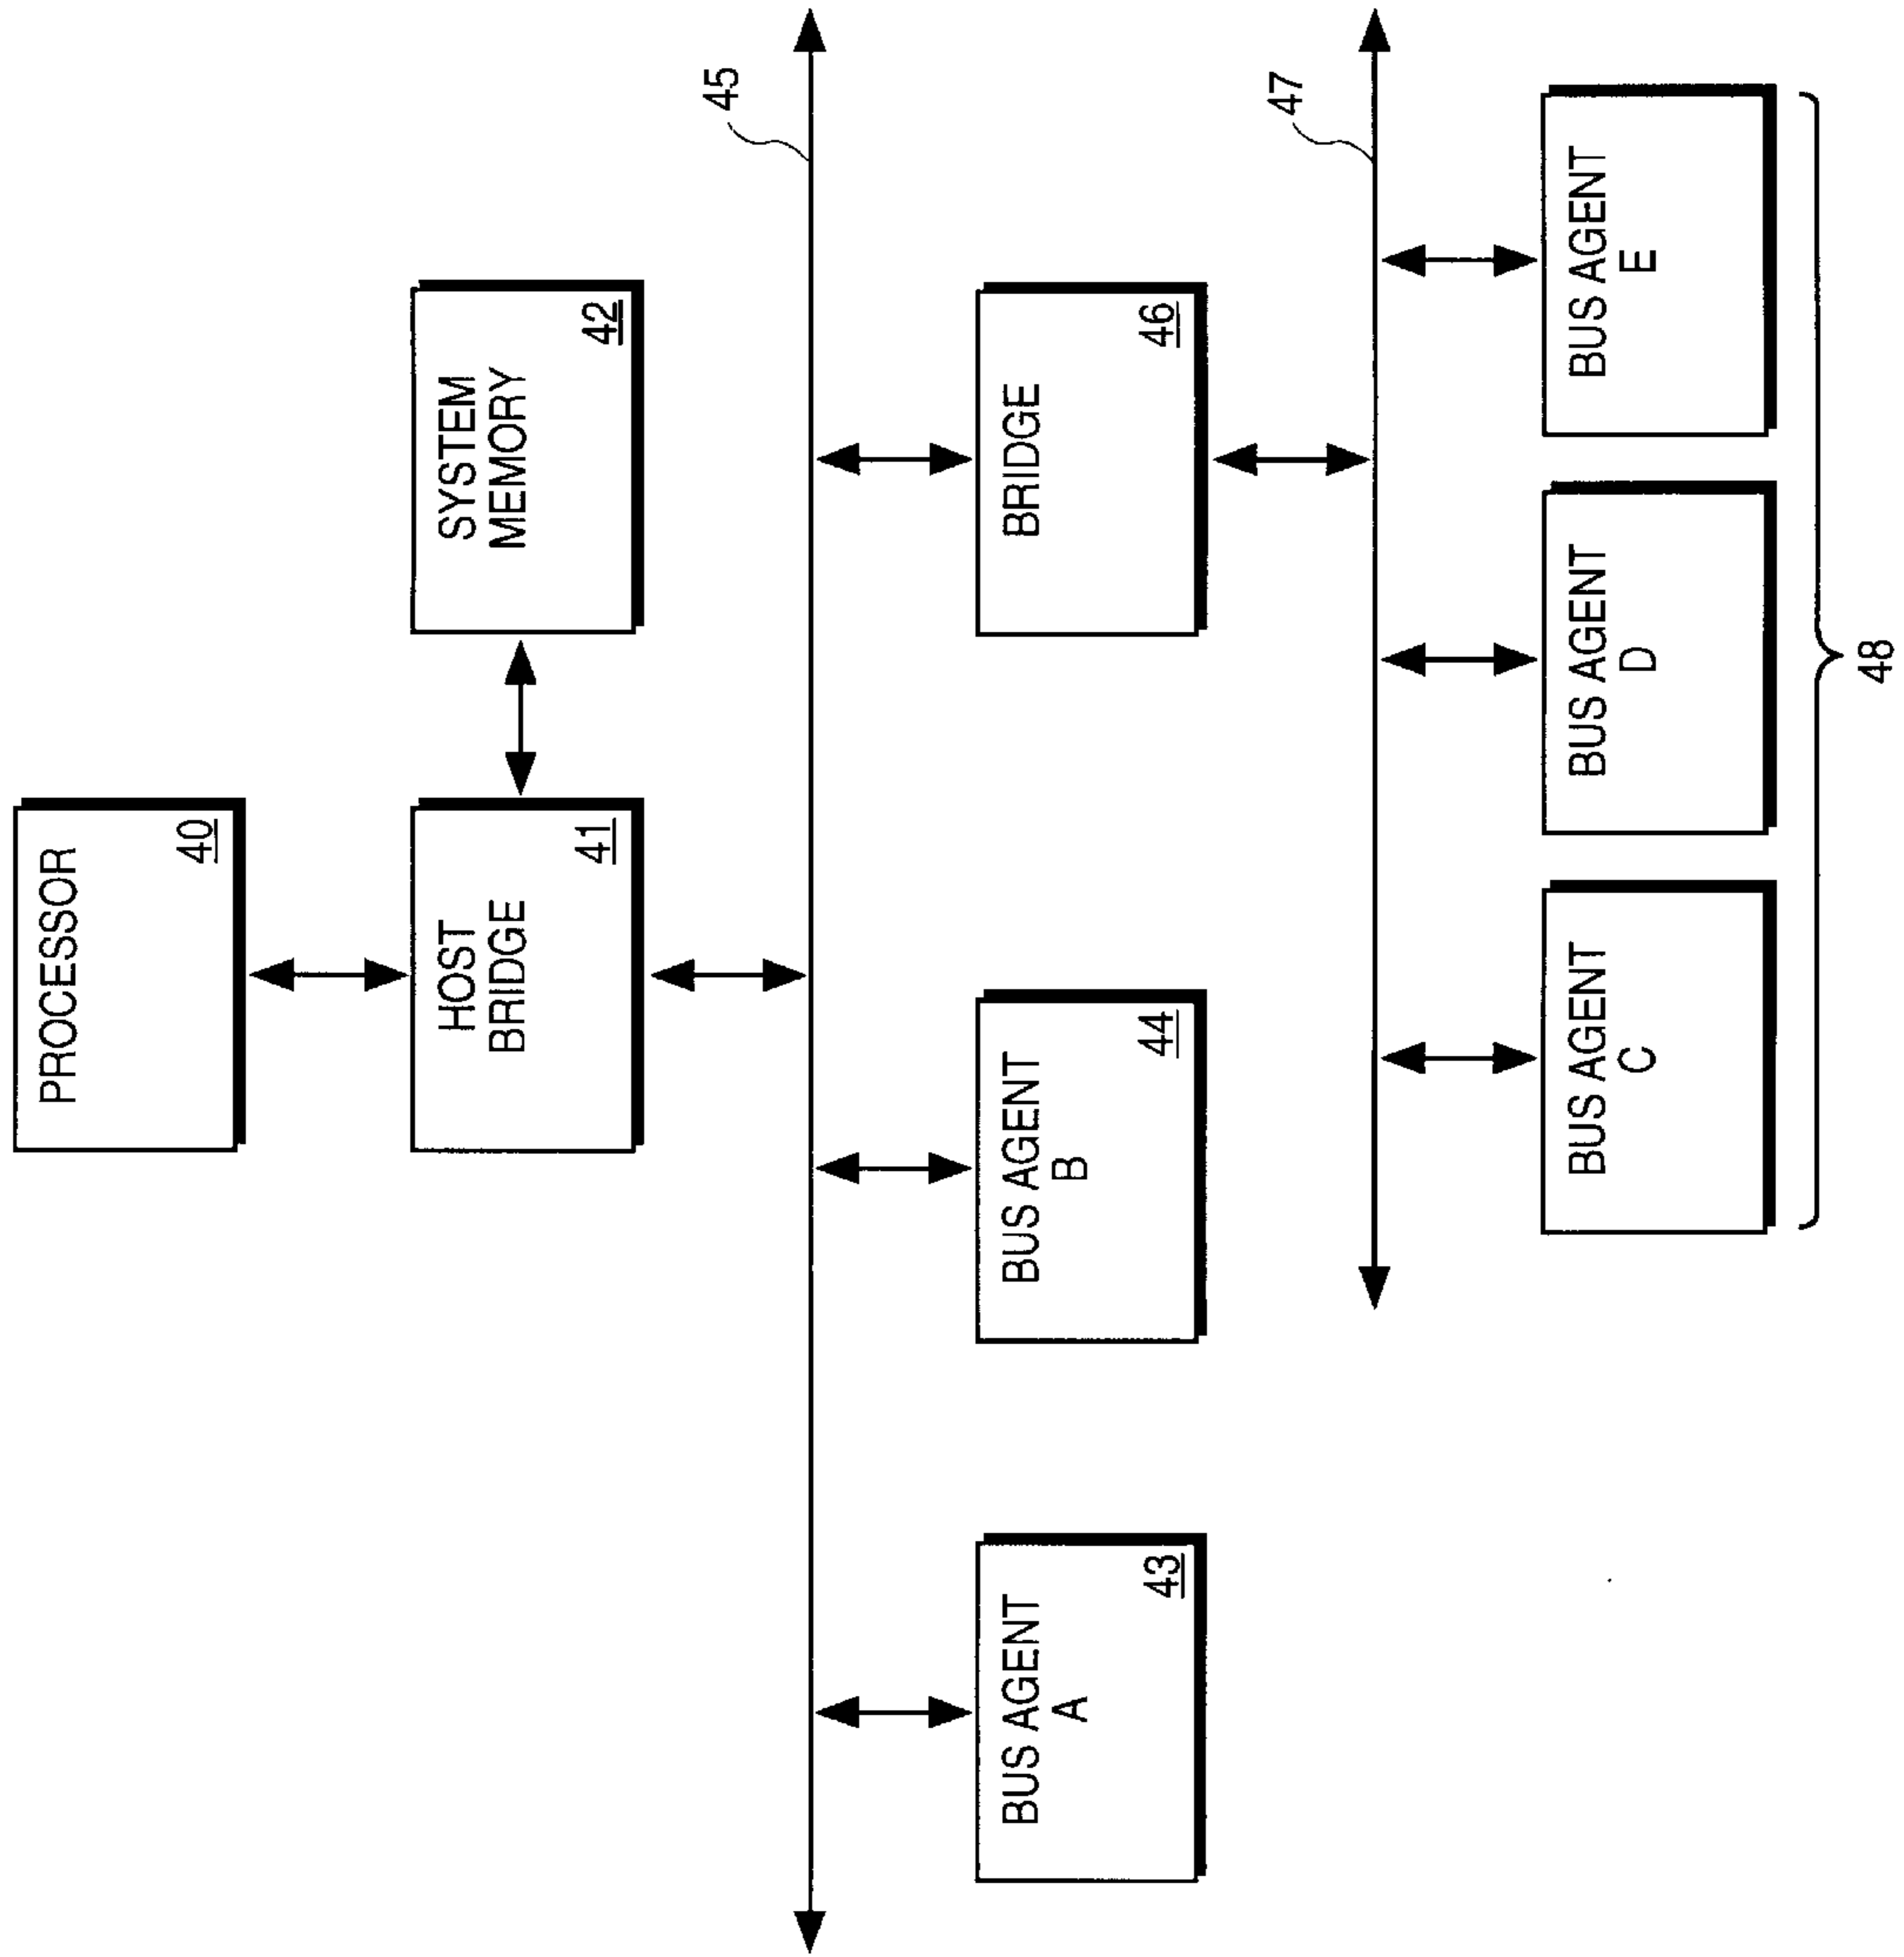 PROCESSOR
40
HOST
BRIDGE
41
SYSTEM
MEMORY
42
45
BUS AGENT
A
43
BUS AGENT
B
44
BRIDGE
46
47
BUS AGENT
C
BUS AGENT
D
BUS AGENT
E
48